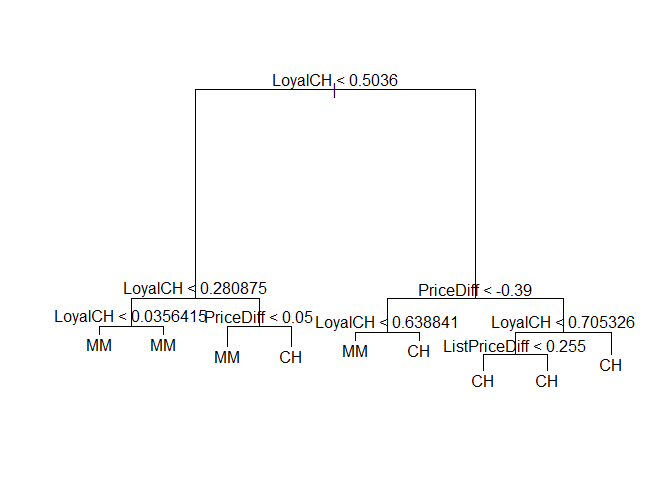 LoyalCH < 0.5036
LoyalCH < 0.280875
PriceDiff < -0.39
LoyalCH < 0.0356415
PriceDiff < 0.05
LoyalCH < 0.638841
LoyalCH < 0.705326
MM
MM
MM
CH
MM
CH
ListPriceDiff < 0.255
CH
CH
CH